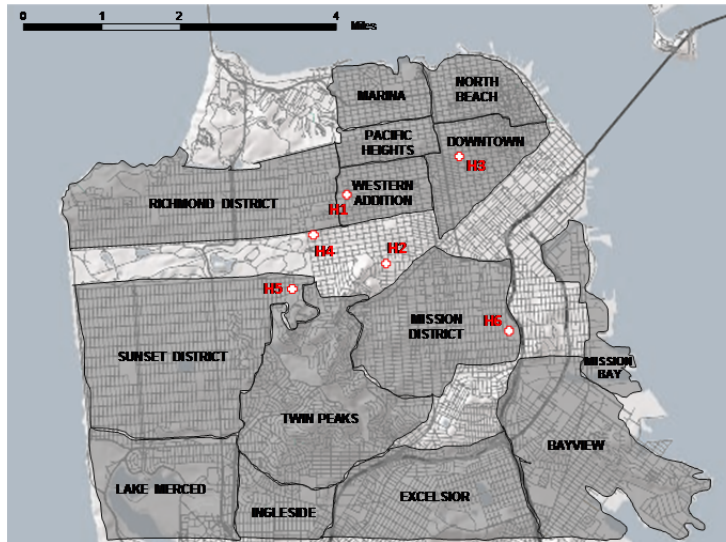 0 1 2 4
Miles
MARINA
NORTH
BEACH
PACIFIC
HEIGHTS
DOWNTOWN
H3
WESTERN
ADDITION
RICHMOND DISTRICT
H1
H4
H2
H5
MISSION
DISTRICT
H6
SUNSET DISTRICT
MISSION
BAY
TWIN PEAKS
BAYVIEW
LAKE MERCED
EXCELSIOR
INGLESIDE